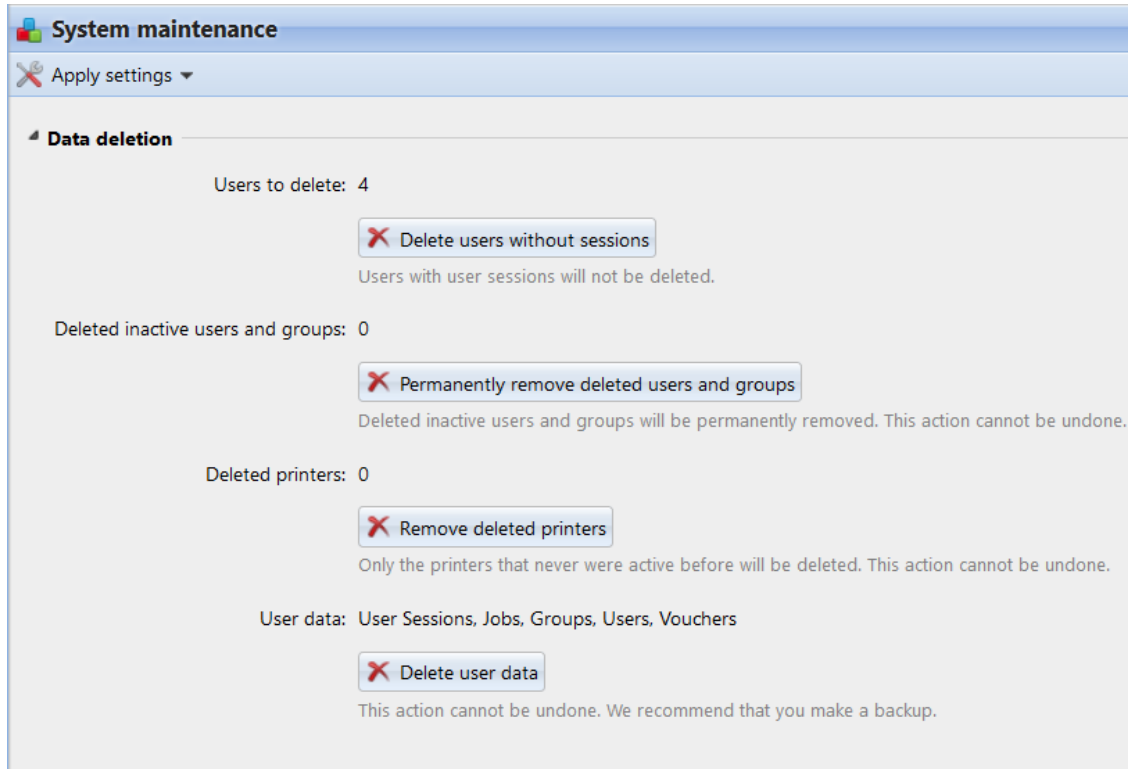 System maintenance
Apply settings
Data deletion
Users to delete: 4
Delete users without sessions
Users with user sessions will not be deleted.
Deleted inactive users and groups: 0
Permanently remove deleted users and groups
Deleted inactive users and groups will be permanently removed. This action cannot be undone.
Deleted printers: 0
Remove deleted printers
Only the printers that never were active before will be deleted. This action cannot be undone.
User data: User Sessions, Jobs, Groups, Users, Vouchers
Delete user data
This action cannot be undone. We recommend that you make a backup.